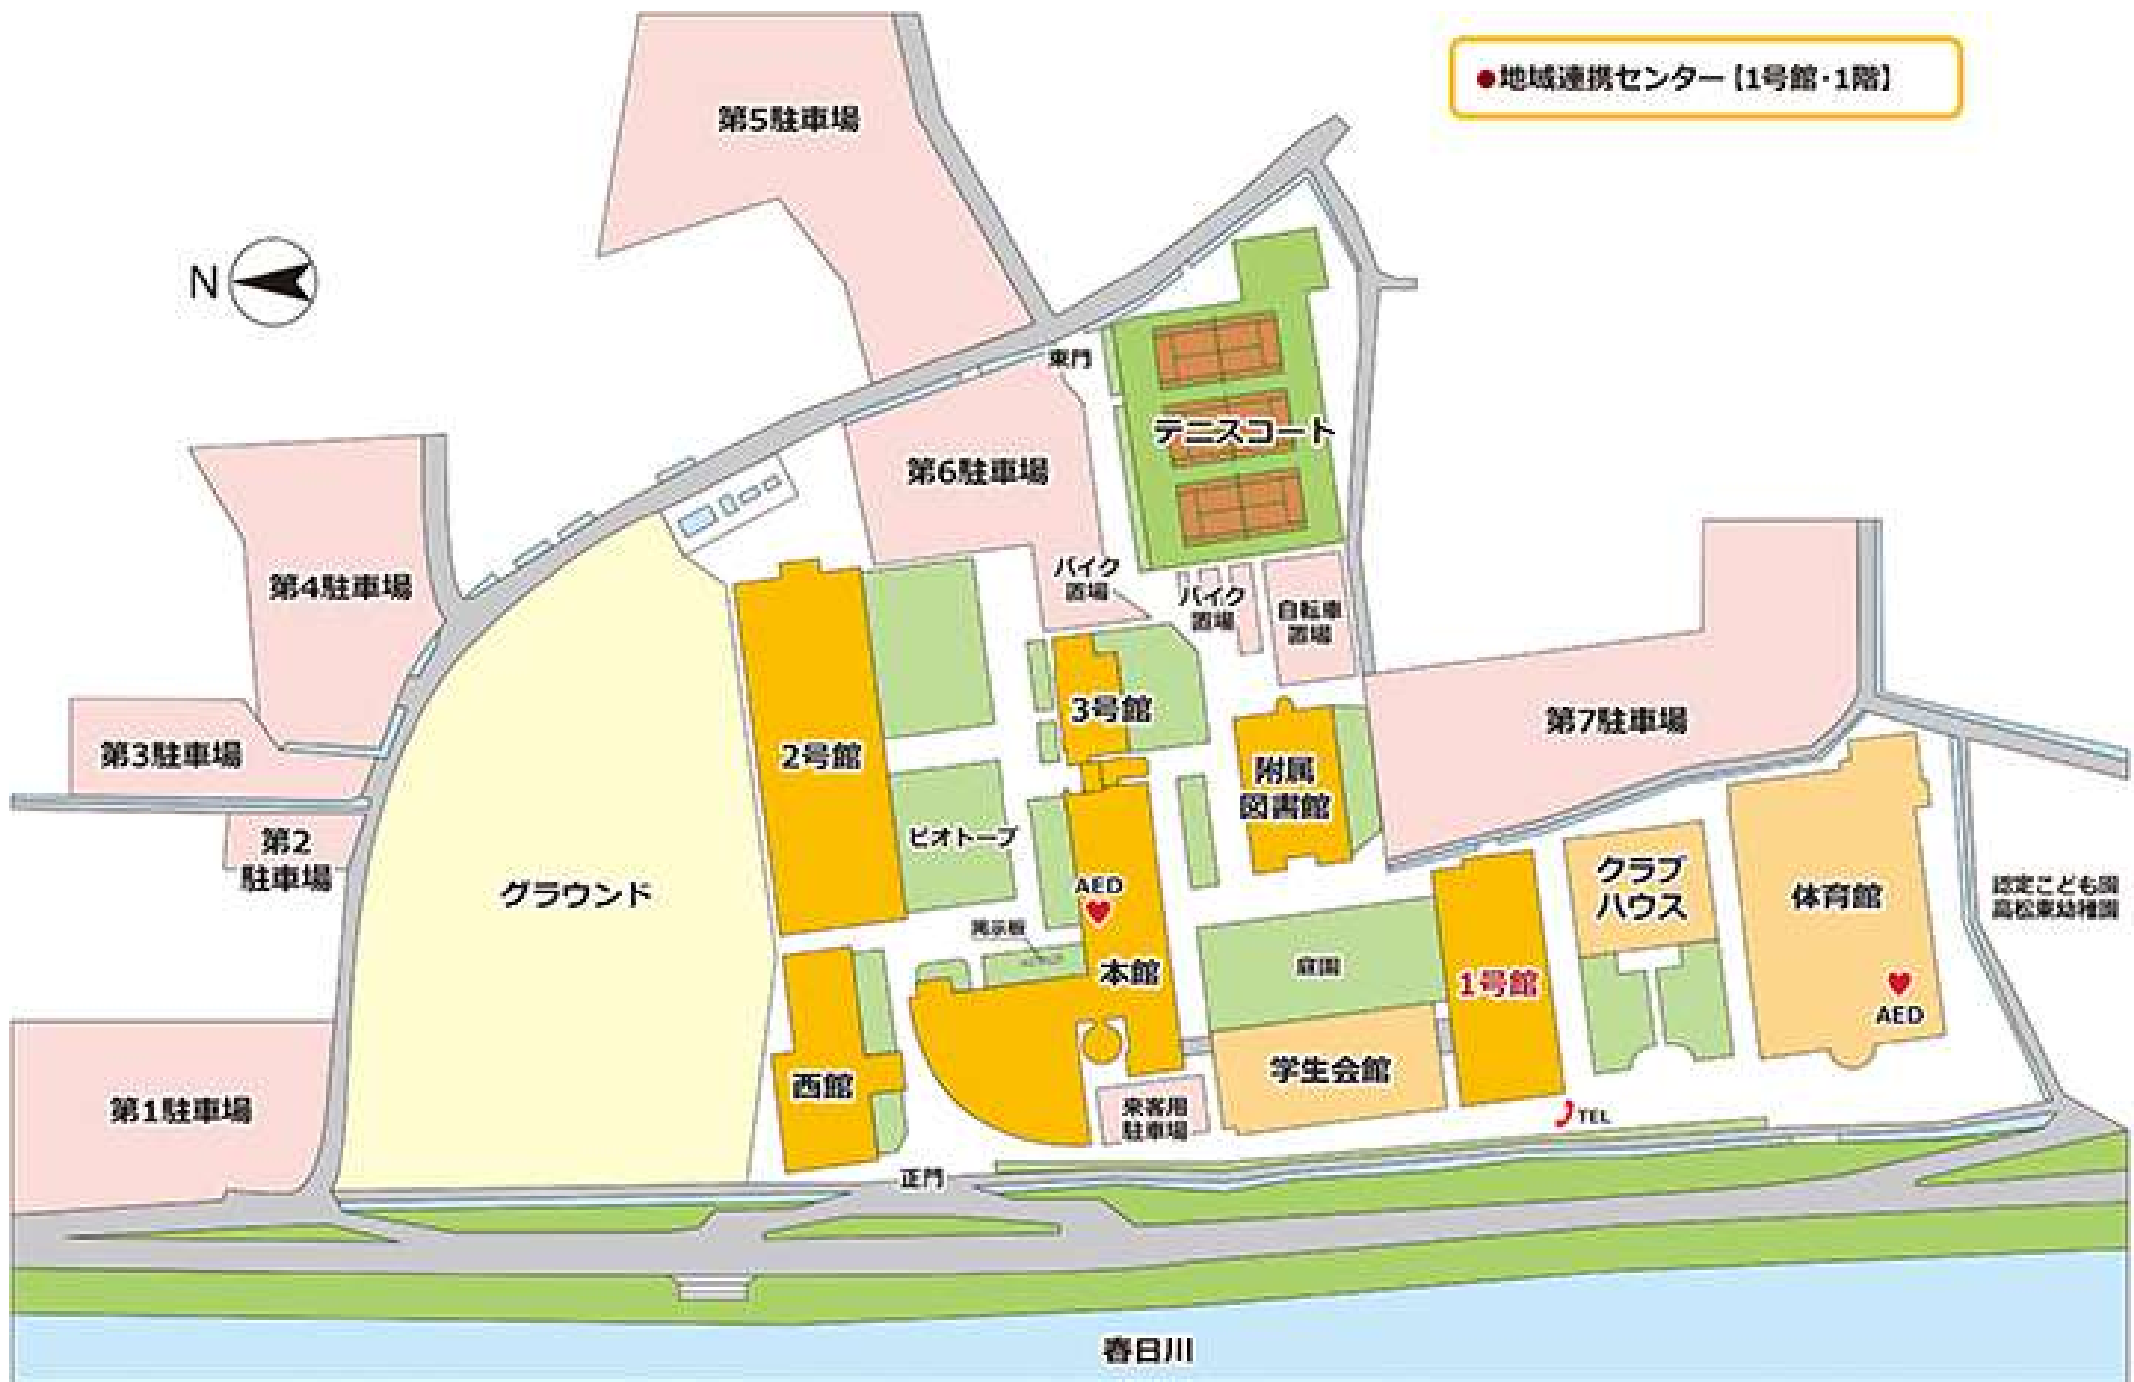 ●地域連携センター【1号館・1階】
第5駐車場
N
東門
テニスコート
第6駐車場
第4駐車場
バイク
置場
バイク
置場
自転車
置場
3号館
第7駐車場
第3駐車場
2号館
附属
図書館
第2
駐車場
ビオトープ
グラウンド
AED
クラブ
ハウス
体育館
認定こども園
高松東幼稚園
掲示板
本館
庭園
1号館
AED
西館
学生会館
第1駐車場
来客用
駐車場
TEL
正門
春日川